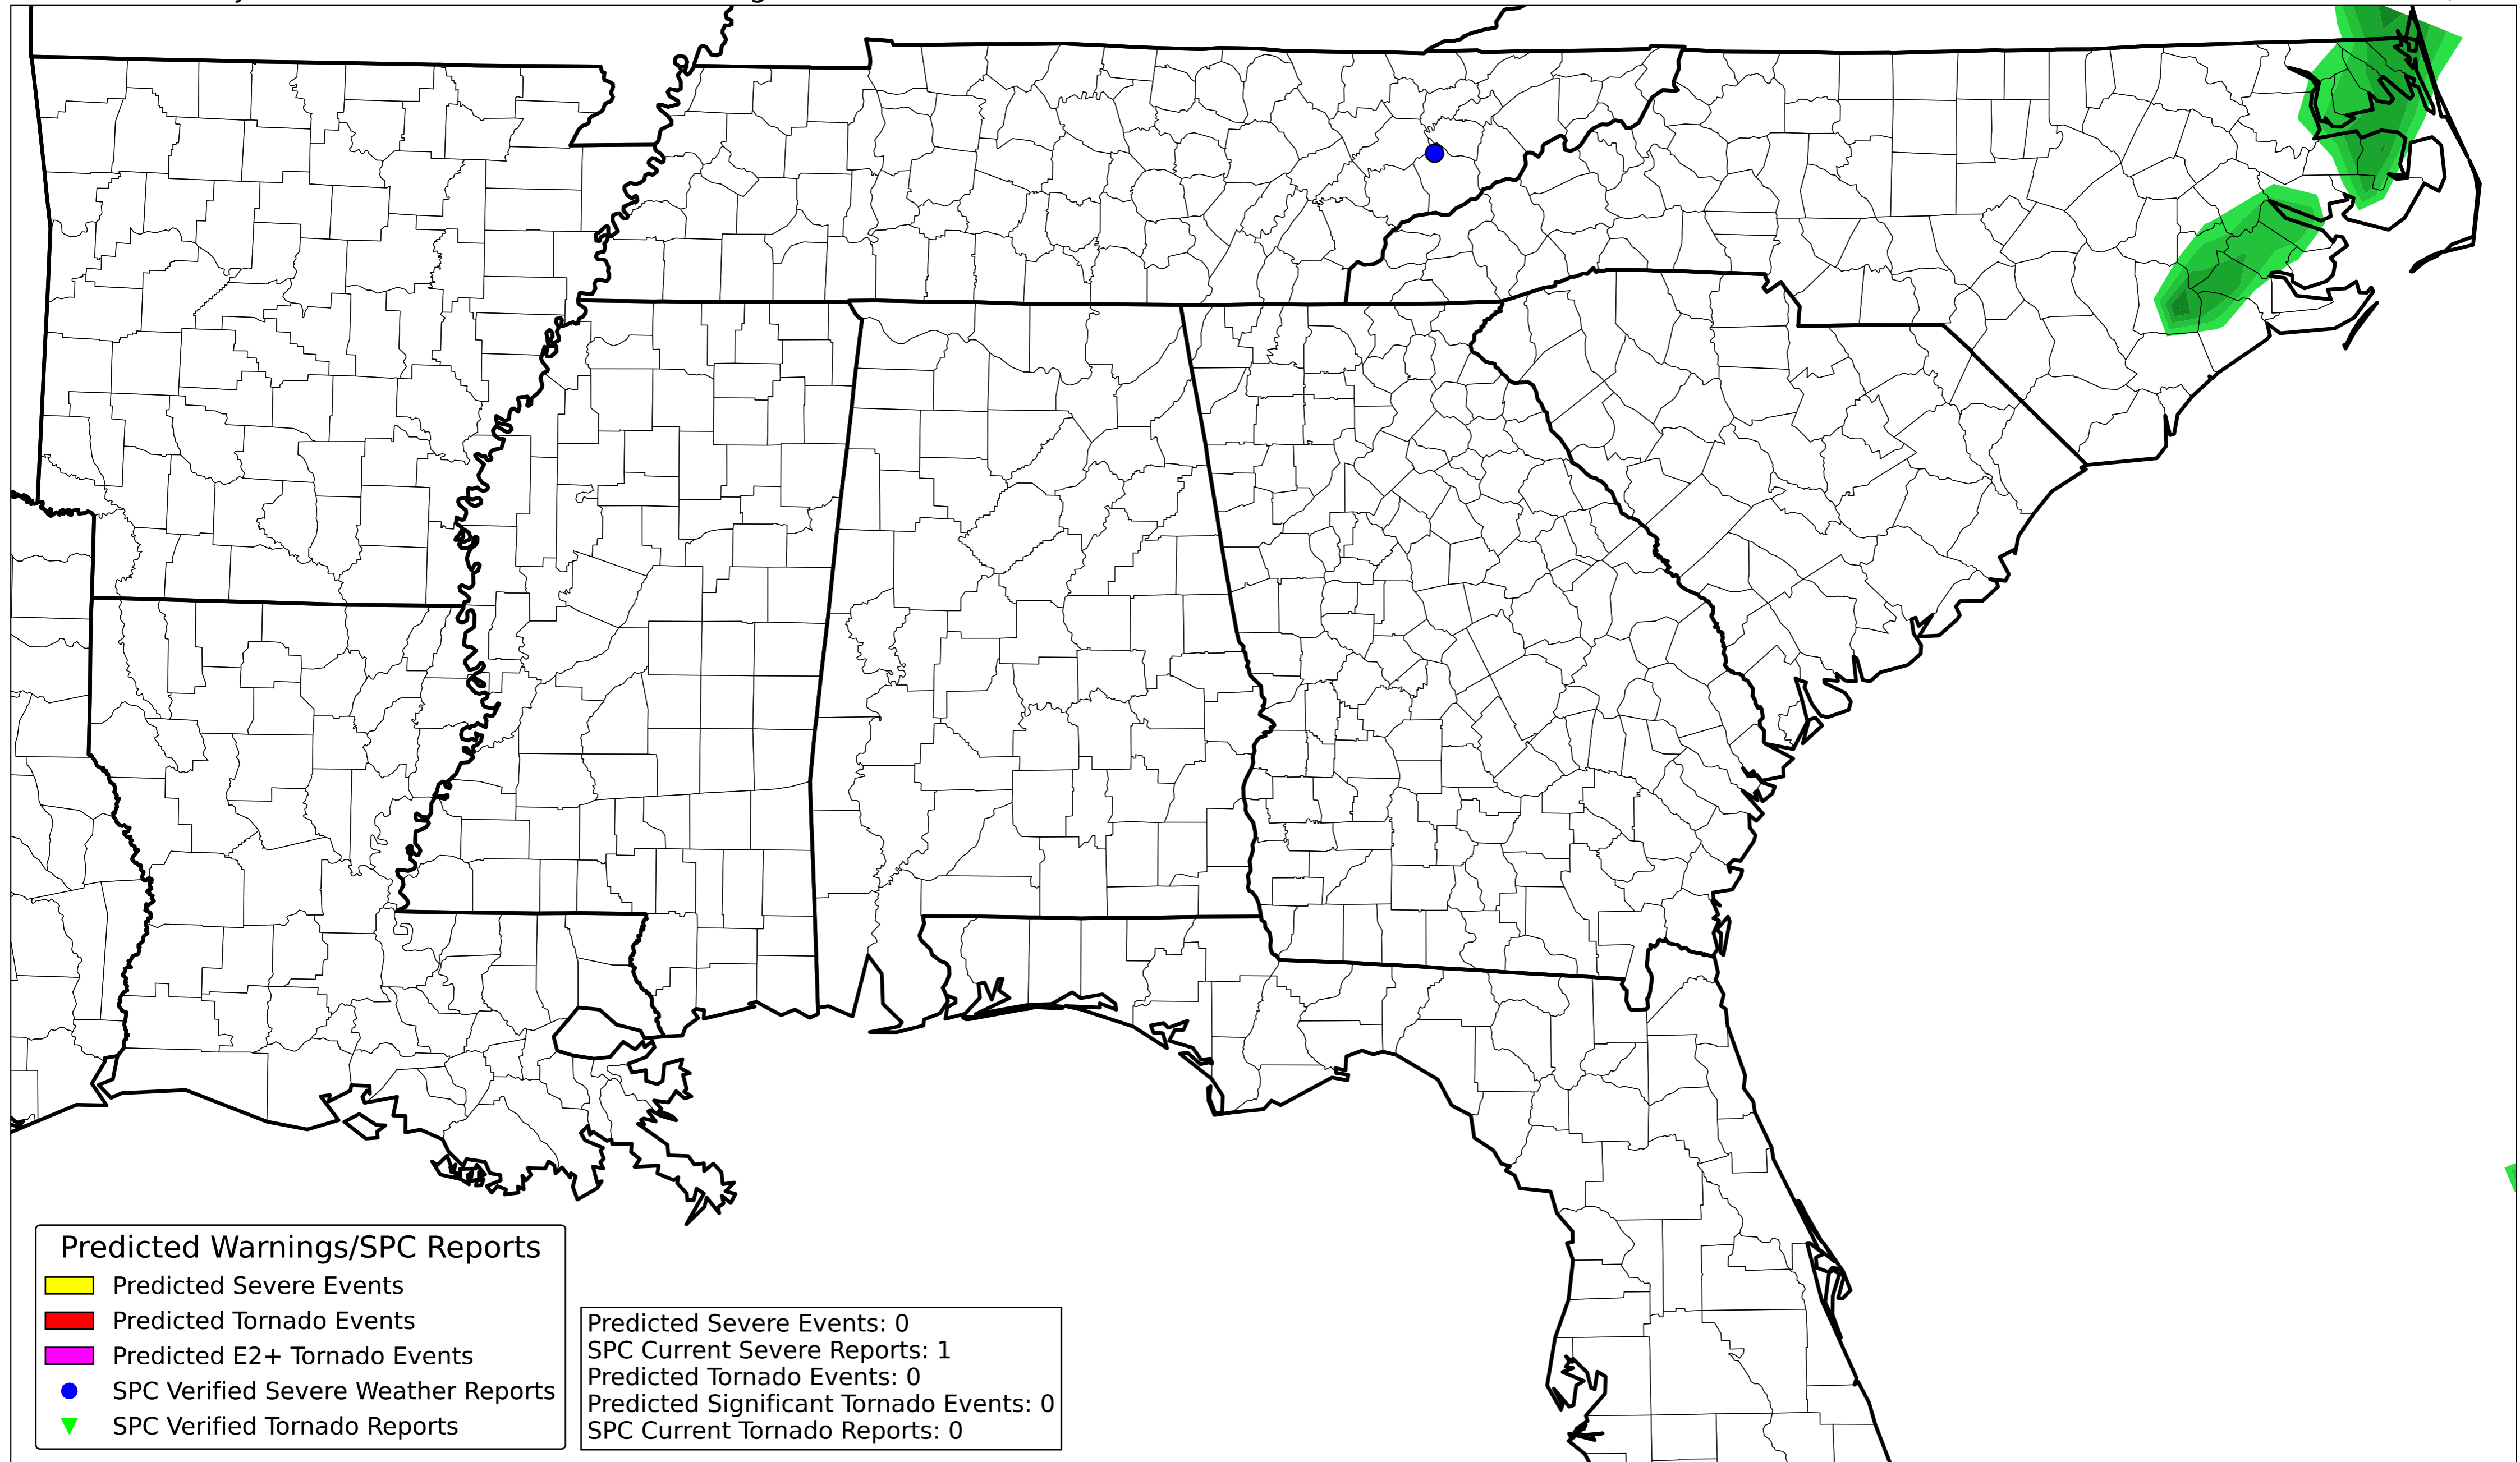 Predicted Warnings/SPC Reports
Predicted Severe Events
Predicted Tornado Events
Predicted E2+ Tornado Events
SPC Verified Severe Weather Reports
SPC Verified Tornado Reports
Predicted Severe Events: 0
SPC Current Severe Reports: 1
Predicted Tornado Events: 0
Predicted Significant Tornado Events: 0
SPC Current Tornado Reports: 0